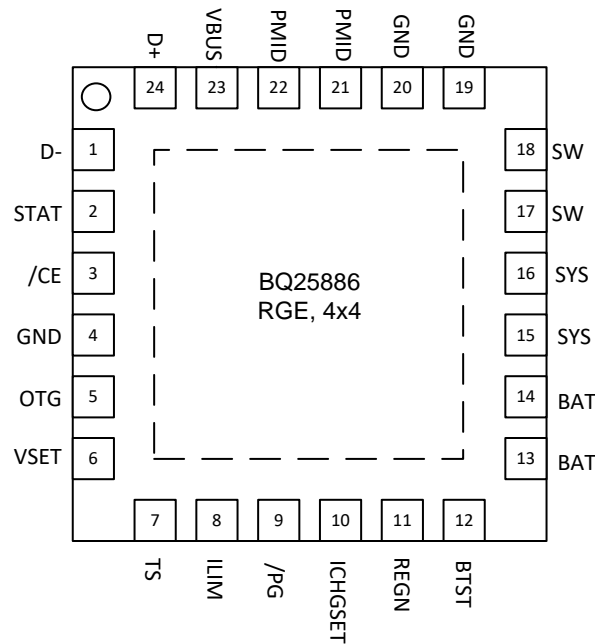 D+
VBUS
PMID
PMID
GND
GND
24
23
22
21
20
19
D- 1
STAT 2
/CE 3
GND 4
OTG 5
VSET 6
BQ25886
RGE, 4x4
18 SW
17 SW
16 SYS
15 SYS
14 BAT
13 BAT
7
8
9
10
11
12
TS
ILIM
/PG
ICHGSET
REGN
BTST